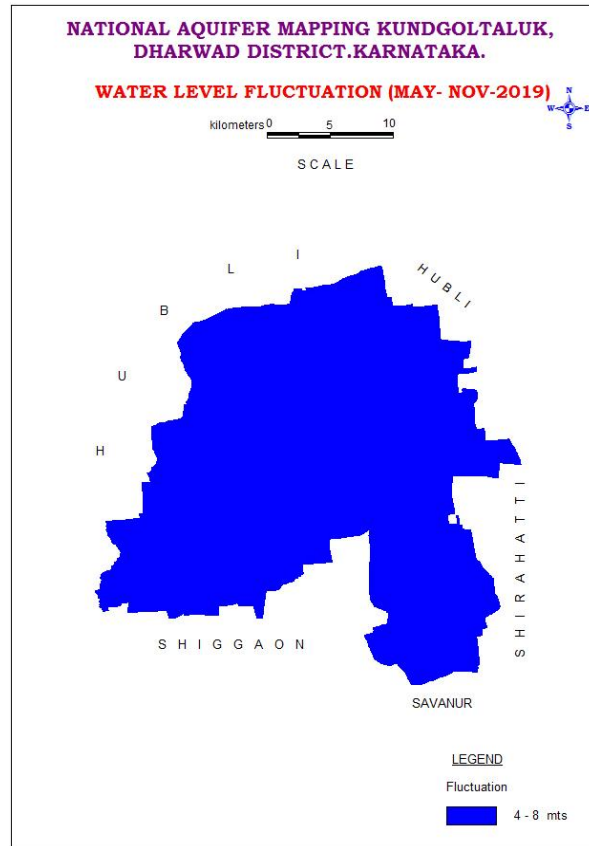 NATIONAL AQUIFER MAPPING KUNDGOLTALUK,
DHARWAD DISTRICT.KARNATAKA.
WATER LEVEL FLUCTUATION (MAY- NOV-2019)
N
W E
S
kilometers 0 5 10
SCALE
HUBLI
HUBLI
SHIRAHATTI
SHIGGAON
SAVANUR
LEGEND
Fluctuation
4 - 8 mts